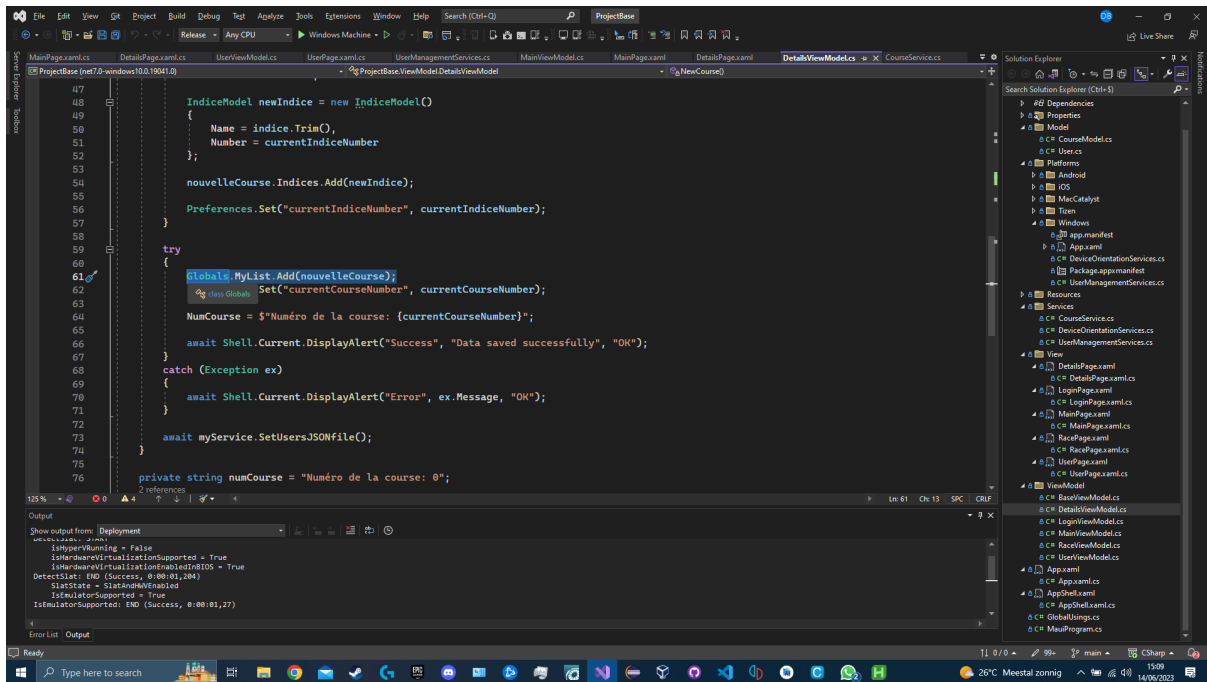 File Edit View Git Project Build Debug Test Analyze Tools Extensions Window Help Search (Ctrl+Q) ProjectBase DB
Release Any CPU Windows Machine Live Share
Server Explorer
Toolbox
Notifications
MainPage.xaml.cs DetailsPage.xaml.cs UserViewModel.cs UserPage.xaml.cs UserManagementServices.cs MainViewModel.cs MainPage.xaml DetailsPage.xaml DetailsViewModel.cs CourseService.cs
ProjectBase (net7.0-windows10.0.19041.0) ProjectBase.ViewModel.DetailsViewModel NewCourse()
47
48 IndiceModel newIndice = new IndiceModel()
49 {
50 Name = indice.Trim(),
51 Number = currentIndiceNumber
52 };
53
54 nouvelleCourse.Indices.Add(newIndice);
55
56 Preferences.Set("currentIndiceNumber", currentIndiceNumber);
57 }
58
59 try
60 {
61 Globals.MyList.Add(nouvelleCourse);
62 Set("currentCourseNumber", currentCourseNumber);
class Globals
63
64 NumCourse = $"Numéro de la course: {currentCourseNumber}";
65
66 await Shell.Current.DisplayAlert("Success", "Data saved successfully", "OK");
67 }
68 catch (Exception ex)
69 {
70 await Shell.Current.DisplayAlert("Error", ex.Message, "OK");
71 }
72
73 await myService.SetUsersJSONfile();
74 }
75
76 private string numCourse = "Numéro de la course: 0";
2 references
125 % 0 4 Ln: 61 Ch: 13 SPC CRLF
Output
Show output from: Deployment
DetectSlat: START
isHyperVRunning = False
isHardwareVirtualizationSupported = True
isHardwareVirtualizationEnabledInBIOS = True
DetectSlat: END (Success, 0:00:01,204)
SlatState = SlatAndHWVEnabled
IsEmulatorSupported = True
IsEmulatorSupported: END (Success, 0:00:01,27)
Error List Output
Solution Explorer
Search Solution Explorer (Ctrl+$)
Dependencies
Properties
Model
C# CourseModel.cs
C# User.cs
Platforms
Android
iOS
MacCatalyst
Tizen
Windows
app.manifest
App.xaml
C# DeviceOrientationServices.cs
Package.appxmanifest
C# UserManagementServices.cs
Resources
Services
C# CourseService.cs
C# DeviceOrientationServices.cs
C# UserManagementServices.cs
View
DetailsPage.xaml
C# DetailsPage.xaml.cs
LoginPage.xaml
C# LoginPage.xaml.cs
MainPage.xaml
C# MainPage.xaml.cs
RacePage.xaml
C# RacePage.xaml.cs
UserPage.xaml
C# UserPage.xaml.cs
ViewModel
C# BaseViewModel.cs
C# DetailsViewModel.cs
C# LoginViewModel.cs
C# MainViewModel.cs
C# RaceViewModel.cs
C# UserViewModel.cs
App.xaml
C# App.xaml.cs
AppShell.xaml
C# AppShell.xaml.cs
C# GlobalUsings.cs
C# MauiProgram.cs
Ready 0 / 0 99+ main CSharp
Type here to search 26°C Meestal zonnig 15:09
14/06/2023